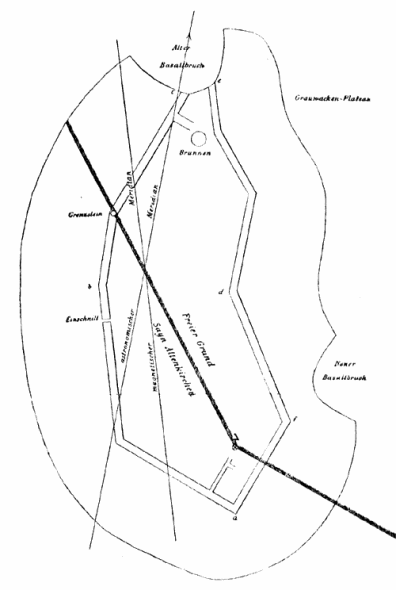 Alter
Basaltbruch
c
e
Grauwacken-Plateau
Brunnen
Meridian
Meridian
Grenzstein
b
d
Einschnitt
astronomischer
magnetischer
Freier Grund
Sayn Altenkirchen
Neuer
Basaltbruch
f
a